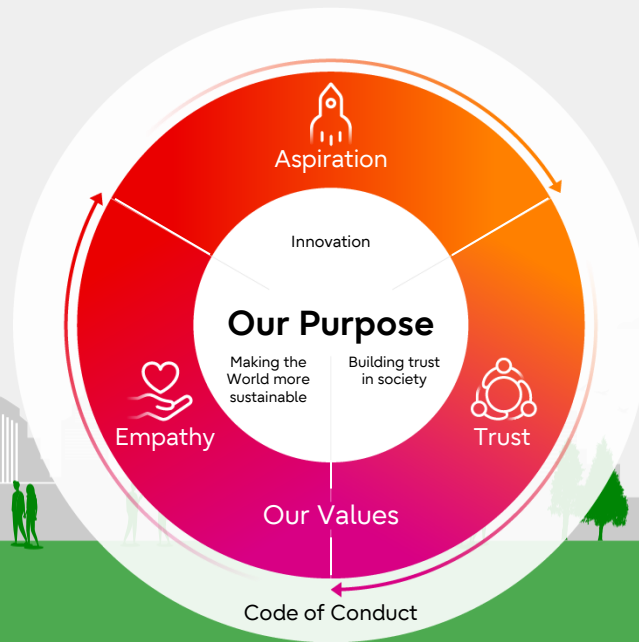 Aspiration
Innovation
Our Purpose
Making the
World more
sustainable
Building trust
in society
Empathy
Trust
Our Values
Code of Conduct